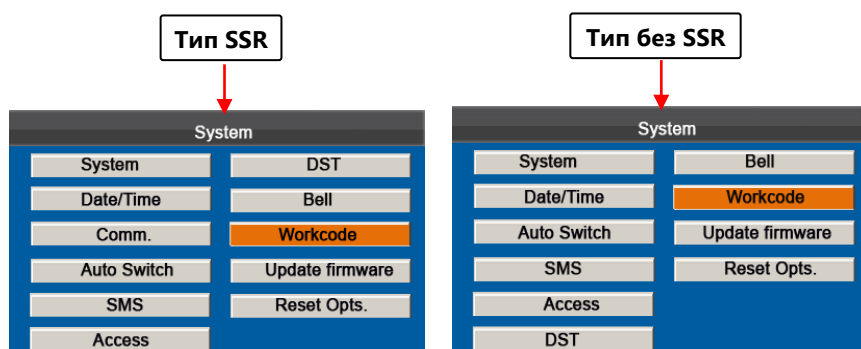 Тип SSR
Тип без SSR
System
System
DST
Date/Time
Bell
Comm.
Workcode
Auto Switch
Update firmware
SMS
Reset Opts.
Access
System
System
Bell
Date/Time
Workcode
Auto Switch
Update firmware
SMS
Reset Opts.
Access
DST